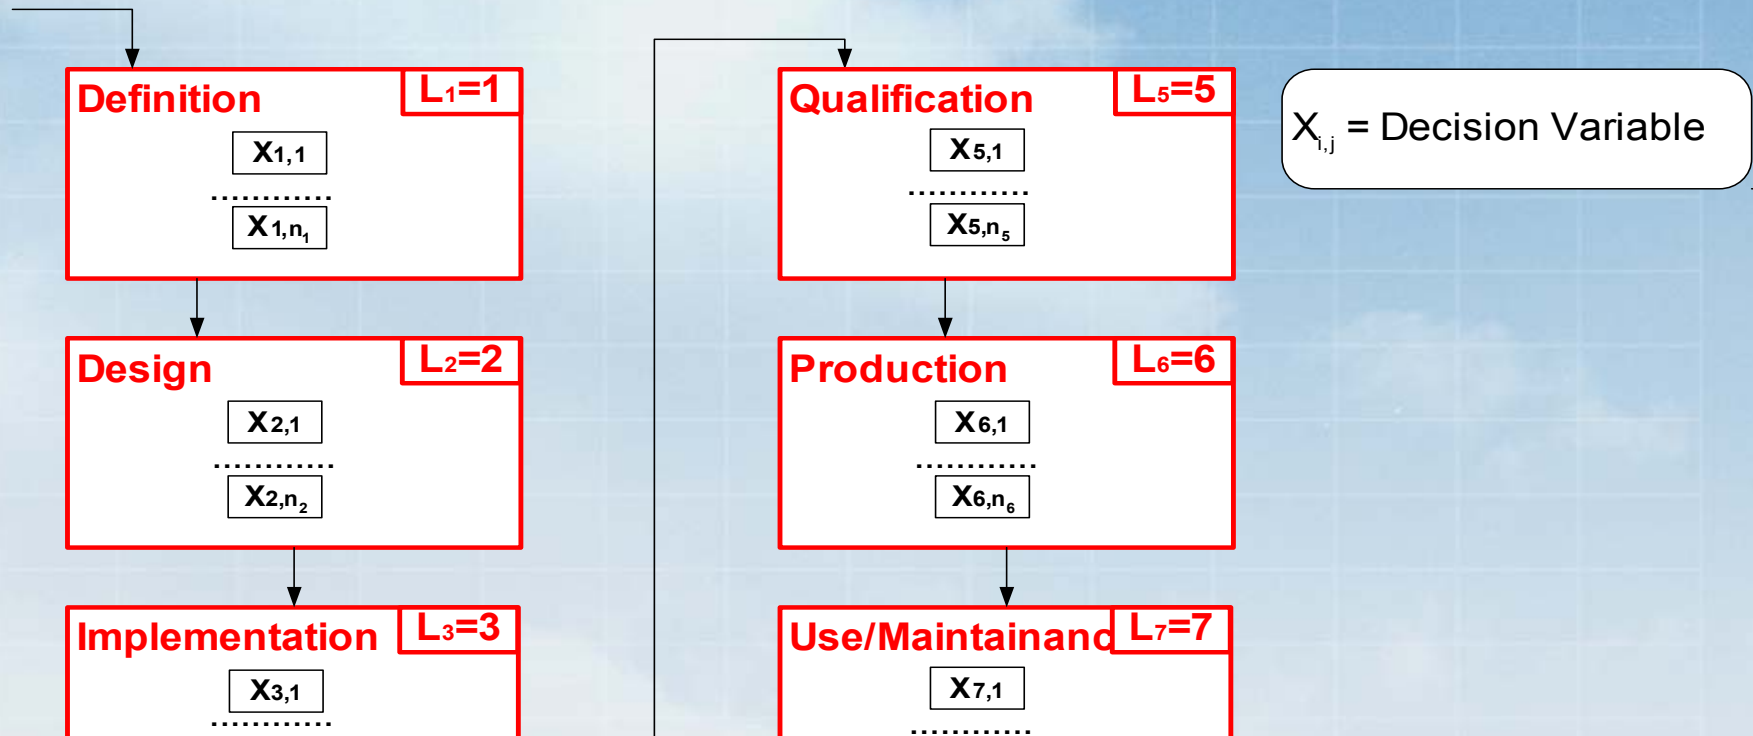 Definition
L₁=1
X1,1
...........
X1,n₁
Design
L₂=2
X2,1
...........
X2,n₂
Implementation
L₃=3
X3,1
...........
Qualification
L₅=5
X5,1
...........
X5,n₅
Production
L₆=6
X6,1
...........
X6,n₆
Use/Maintainanc
L₇=7
X7,1
...........
Xᵢ,ⱼ = Decision Variable